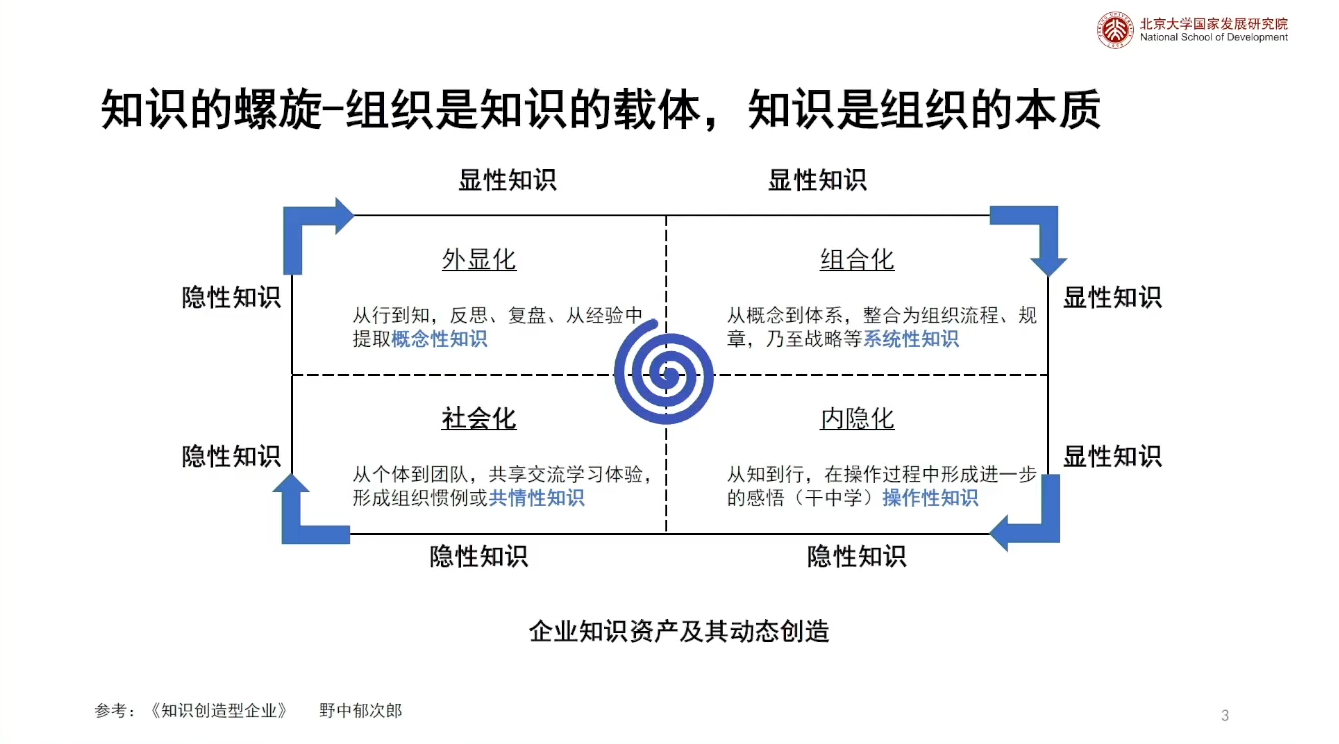 北京大学国家发展研究院
National School of Development
知识的螺旋-组织是知识的载体，知识是组织的本质
显性知识
显性知识
外显化
组合化
隐性知识
显性知识
从行到知，反思、复盘、从经验中
提取概念性知识
从概念到体系，整合为组织流程、规
章，乃至战略等系统性知识
社会化
内隐化
隐性知识
显性知识
从个体到团队，共享交流学习体验，
形成组织惯例或共情性知识
从知到行，在操作过程中形成进一步
的感悟（干中学）操作性知识
隐性知识
隐性知识
企业知识资产及其动态创造
参考：《知识创造型企业》 野中郁次郎
3